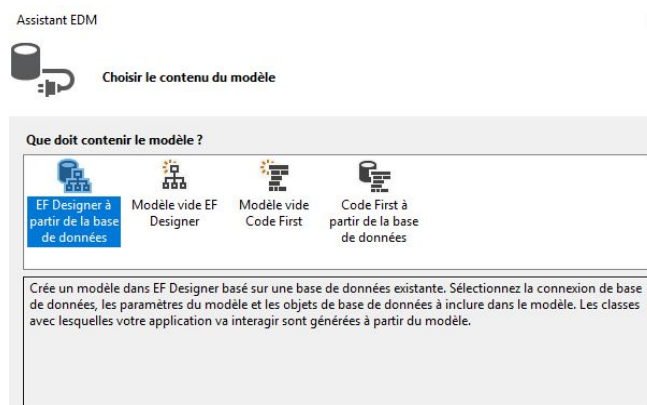 Assistant EDM
Choisir le contenu du modèle
Que doit contenir le modèle ?
EF Designer à
partir de la base
de données
Modèle vide EF
Designer
Modèle vide
Code First
Code First à
partir de la base
de données
Crée un modèle dans EF Designer basé sur une base de données existante. Sélectionnez la connexion de base
de données, les paramètres du modèle et les objets de base de données à inclure dans le modèle. Les classes
avec lesquelles votre application va interagir sont générées à partir du modèle.